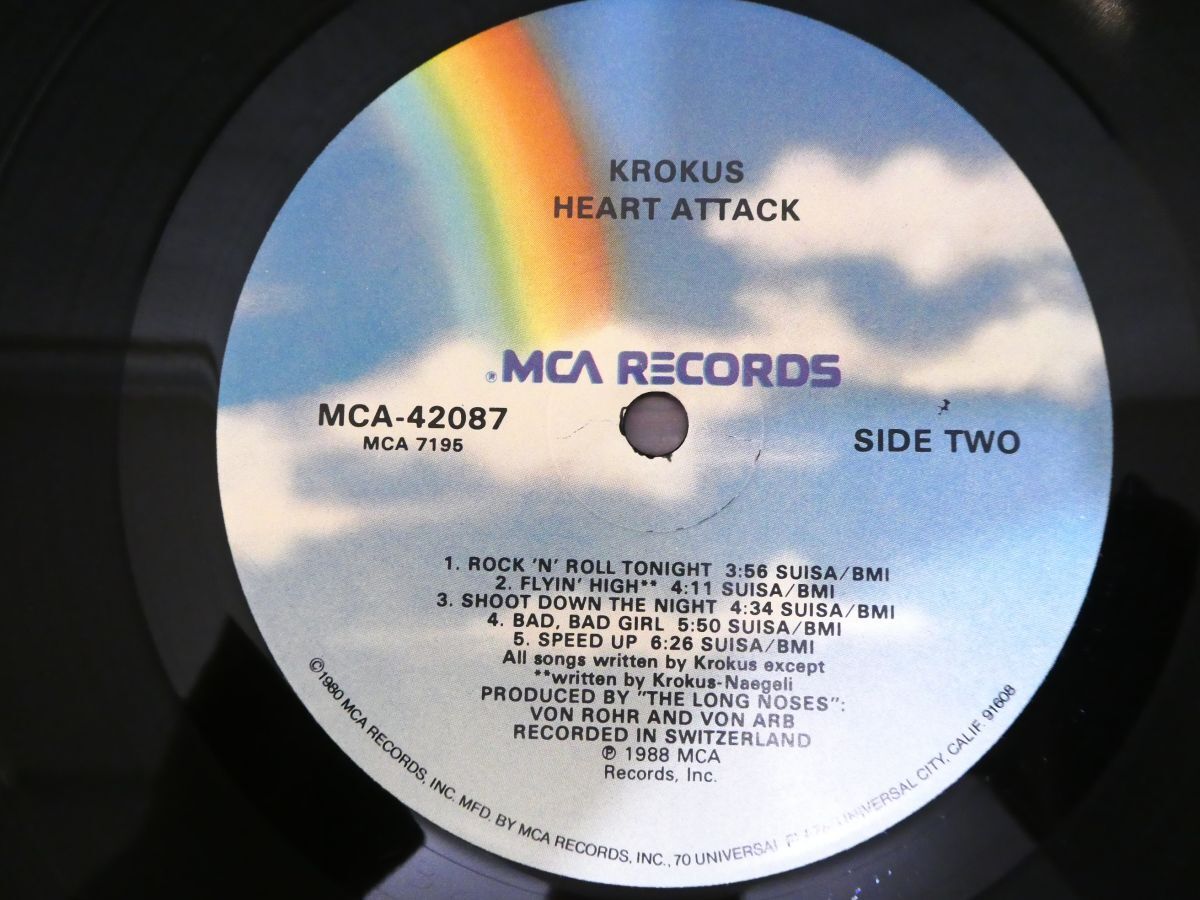 KROKUS
HEART ATTACK
® MCA RECORDS
MCA-42087
MCA 7195
SIDE TWO
1. ROCK 'N' ROLL TONIGHT 3:56 SUISA/BMI
2. FLYIN' HIGH** 4:11 SUISA/BMI
3. SHOOT DOWN THE NIGHT 4:34 SUISA/BMI
4. BAD, BAD GIRL 5:50 SUISA/BMI
5. SPEED UP 6:26 SUISA/BMI
All songs written by Krokus except
**written by Krokus-Naegeli
PRODUCED BY "THE LONG NOSES":
VON ROHR AND VON ARB
RECORDED IN SWITZERLAND
℗ 1988 MCA
Records, Inc.
©1980 MCA RECORDS, INC. MFD. BY MCA RECORDS, INC., 70 UNIVERSAL UNIVERSAL CITY, CALIF. 91608